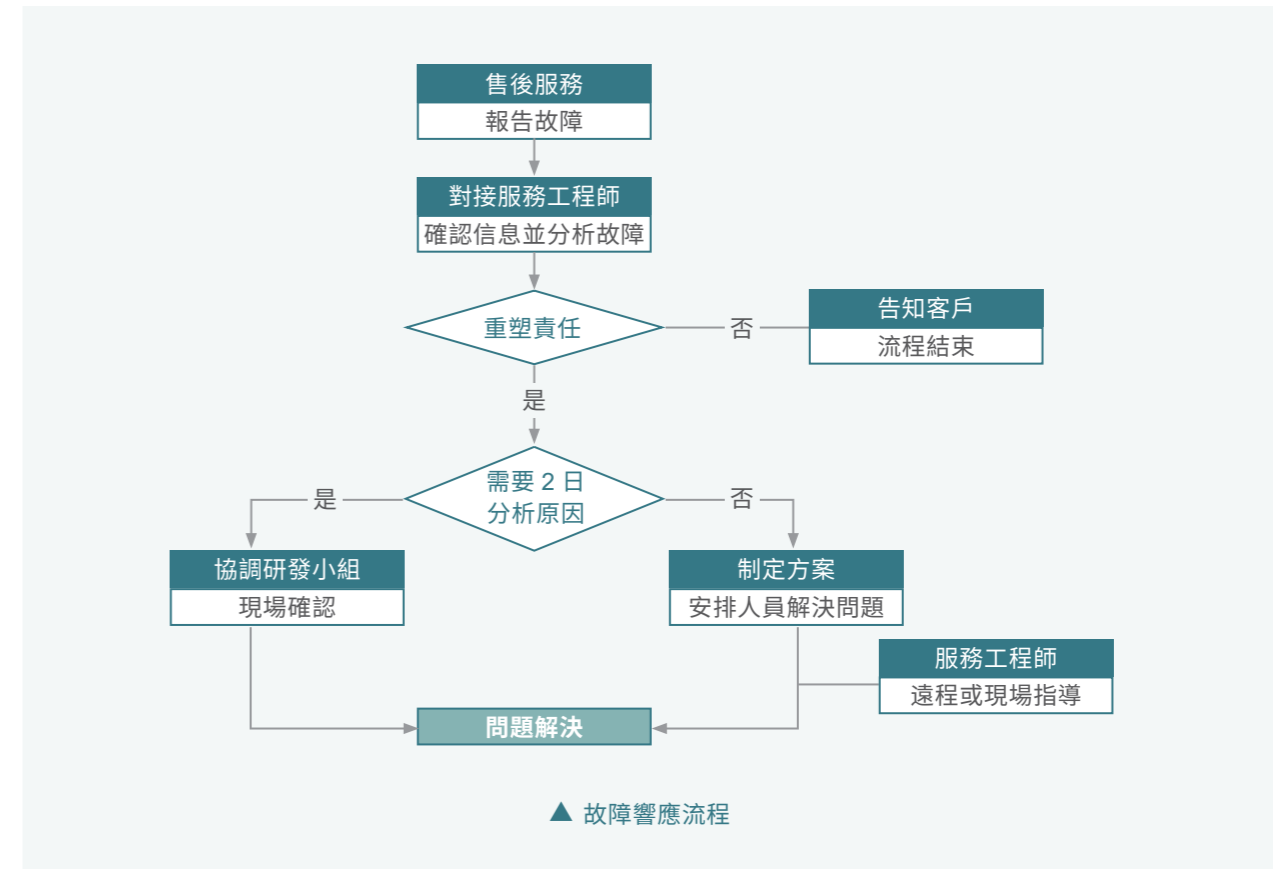 售後服務
報告故障
對接服務工程師
確認信息並分析故障
重塑責任
否
告知客戶
流程結束
是
需要 2 日
分析原因
是
否
協調研發小組
現場確認
制定方案
安排人員解決問題
服務工程師
遠程或現場指導
問題解決
▲ 故障響應流程